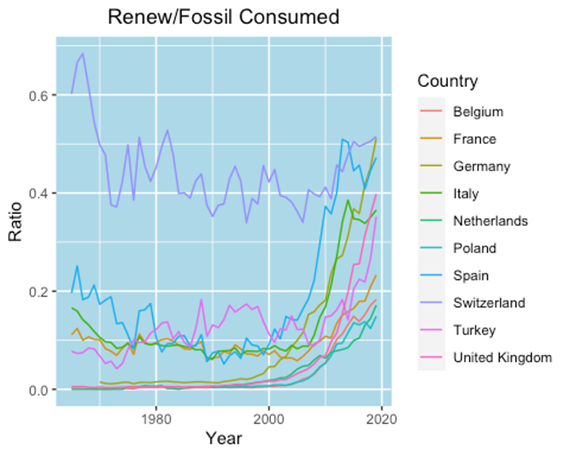 Renew/Fossil Consumed
Ratio
0.6
0.4
0.2
0.0
1980
2000
2020
Year
Country
Belgium
France
Germany
Italy
Netherlands
Poland
Spain
Switzerland
Turkey
United Kingdom